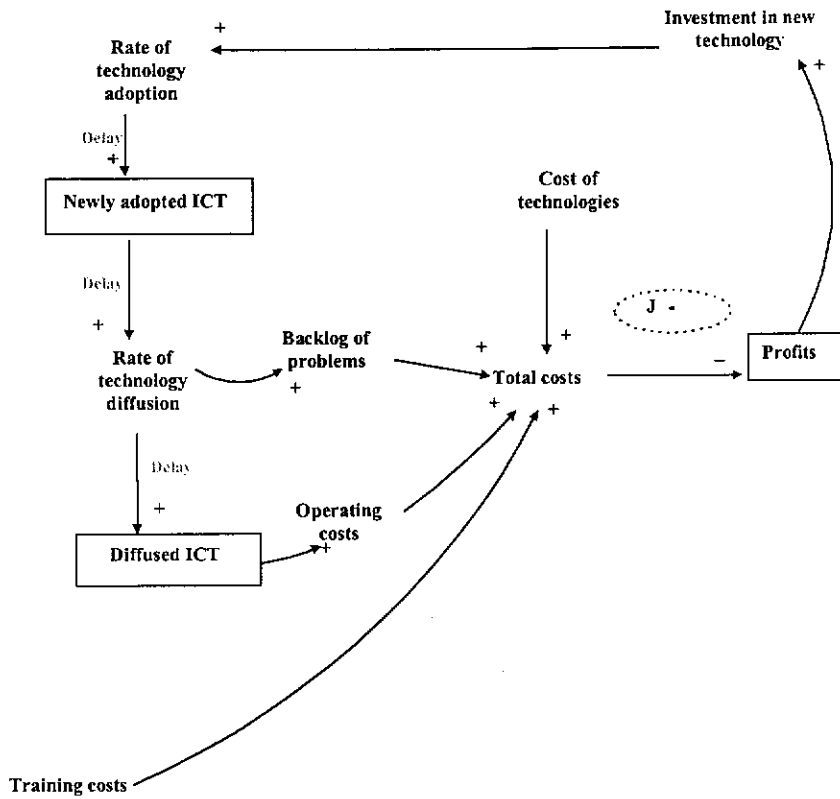 Investment in new
technology
+
+
Rate of
technology
adoption
Delay
+
Newly adopted ICT
Cost of
technologies
Delay
+
J -
+
Backlog of
problems
+
+
Rate of
technology
diffusion
Total costs
–
Profits
+
+
Delay
+
Operating
costs
+
Diffused ICT
Training costs